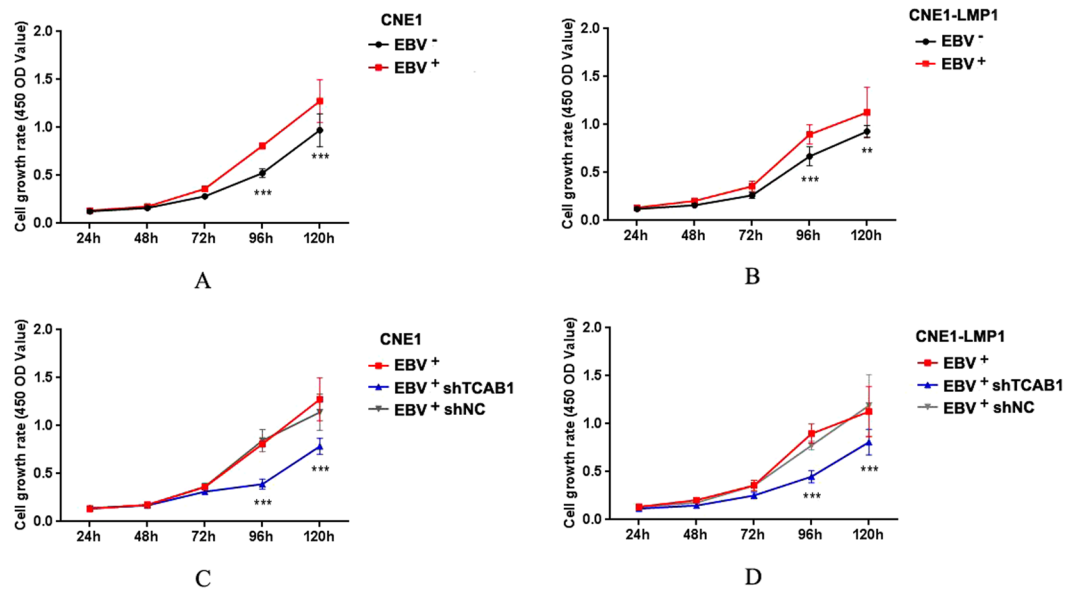 CNE1
EBV -
EBV +
Cell growth rate (450 OD Value)
2.0
1.5
1.0
0.5
0.0
***
***
24h 48h 72h 96h 120h
A
CNE1-LMP1
EBV -
EBV +
Cell growth rate (450 OD Value)
2.0
1.5
1.0
0.5
0.0
***
**
24h 48h 72h 96h 120h
B
CNE1
EBV +
EBV + shTCAB1
EBV + shNC
Cell growth rate (450 OD Value)
2.0
1.5
1.0
0.5
0.0
***
***
24h 48h 72h 96h 120h
C
CNE1-LMP1
EBV +
EBV + shTCAB1
EBV + shNC
Cell growth rate (450 OD Value)
2.0
1.5
1.0
0.5
0.0
***
***
24h 48h 72h 96h 120h
D